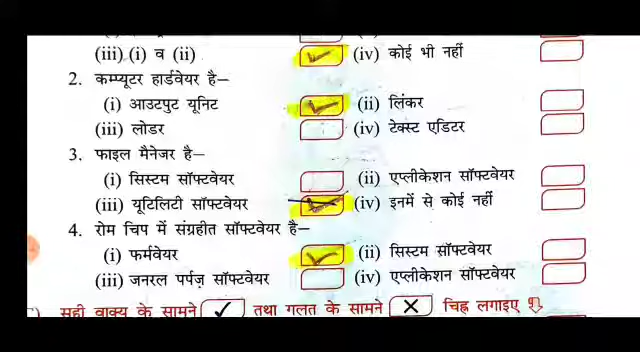 (iii) (i) व (ii) (iv) कोई भी नहीं
2. कम्प्यूटर हार्डवेयर है—
(i) आउटपुट यूनिट (ii) लिंकर
(iii) लोडर (iv) टेक्स्ट एडिटर
3. फाइल मैनेजर है—
(i) सिस्टम सॉफ्टवेयर (ii) एप्लीकेशन सॉफ्टवेयर
(iii) यूटिलिटी सॉफ्टवेयर (iv) इनमें से कोई नहीं
4. रोम चिप में संग्रहीत सॉफ्टवेयर है—
(i) फर्मवेयर (ii) सिस्टम सॉफ्टवेयर
(iii) जनरल पर्पज़ सॉफ्टवेयर (iv) एप्लीकेशन सॉफ्टवेयर
सही वाक्य के सामने ✓ तथा गलत के सामने ✕ चिह्न लगाइए